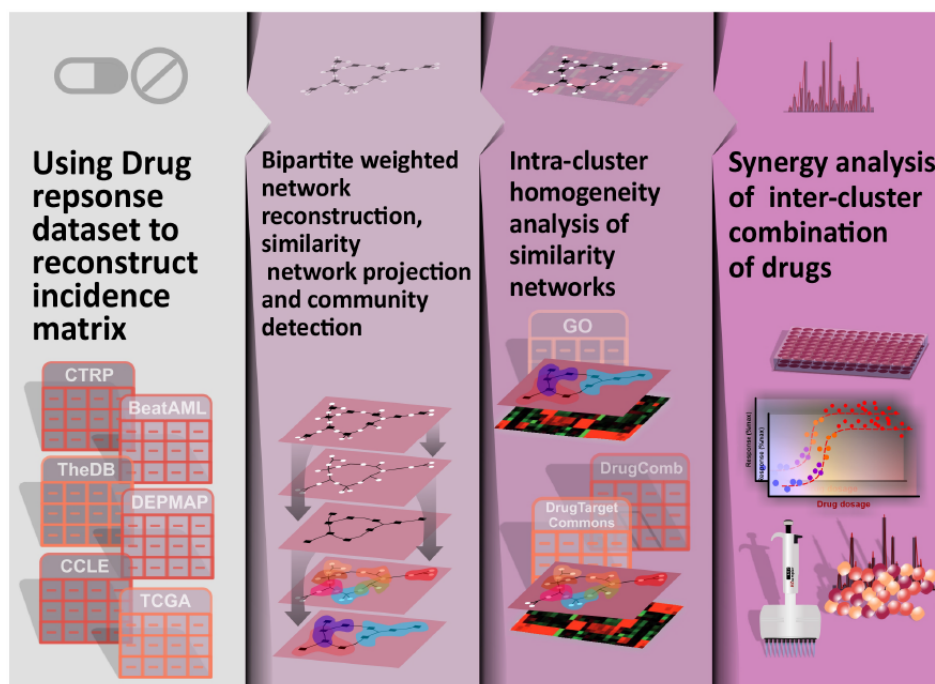 Using Drug
repsonse
dataset to
reconstruct
incidence
matrix
CTRP
BeatAML
TheDB
DEPMAP
CCLE
TCGA
Bipartite weighted
network
reconstruction,
similarity
network projection
and community
detection
Intra-cluster
homogeneity
analysis of
similarity
networks
GO
DrugComb
DrugTarget
Commons
Synergy analysis
of inter-cluster
combination
of drugs
Response (%max)
Drug dosage